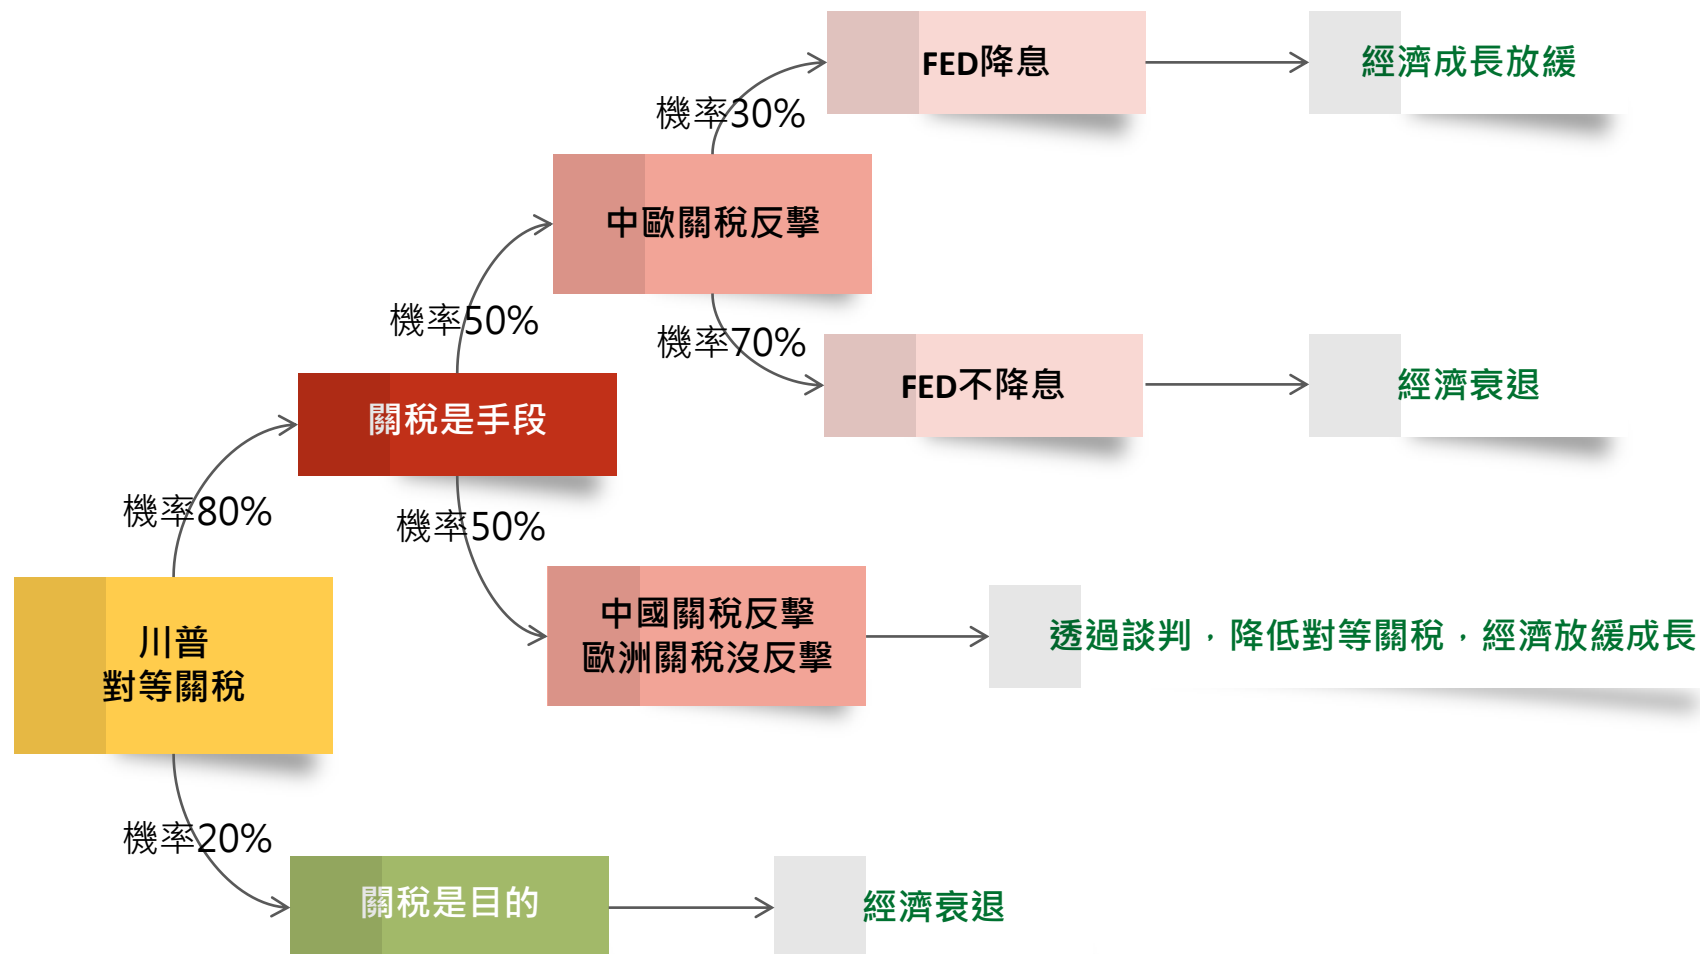 FED降息
經濟成長放緩
機率30%
中歐關稅反擊
機率50%
機率70%
FED不降息
經濟衰退
關稅是手段
機率80%
機率50%
中國關稅反擊
歐洲關稅沒反擊
透過談判，降低對等關稅，經濟放緩成長
川普
對等關稅
機率20%
關稅是目的
經濟衰退